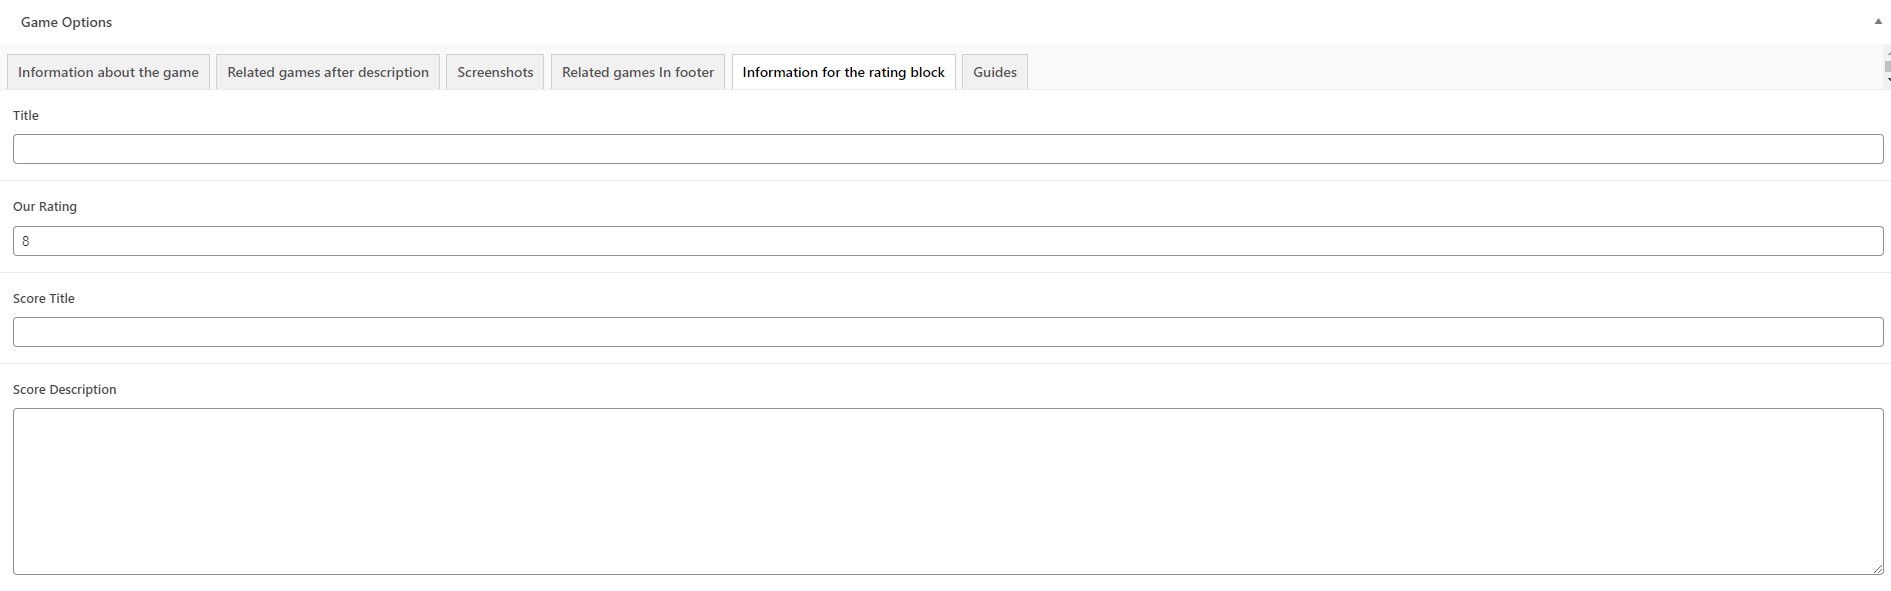 Game Options
Information about the game Related games after description Screenshots Related games In footer Information for the rating block Guides
Title
Our Rating
8
Score Title
Score Description